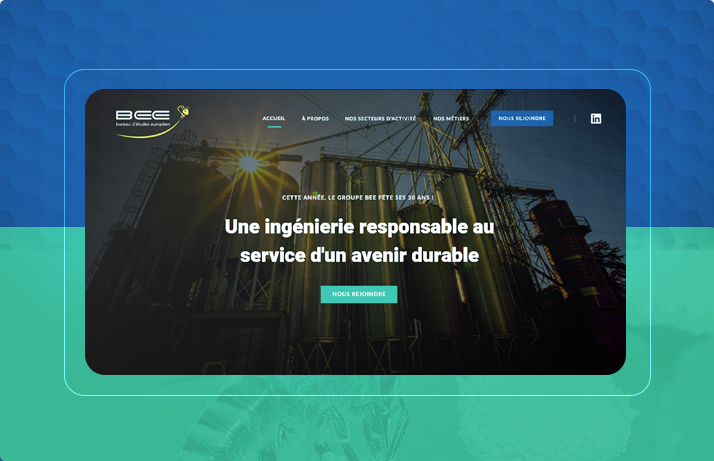 BEE
bureau d'études européen
ACCUEIL
À PROPOS
NOS SECTEURS D'ACTIVITÉ
NOS MÉTIERS
NOUS REJOINDRE
in
CETTE ANNÉE, LE GROUPE BEE FÊTE SES 30 ANS !
Une ingénierie responsable au
service d'un avenir durable
NOUS REJOINDRE